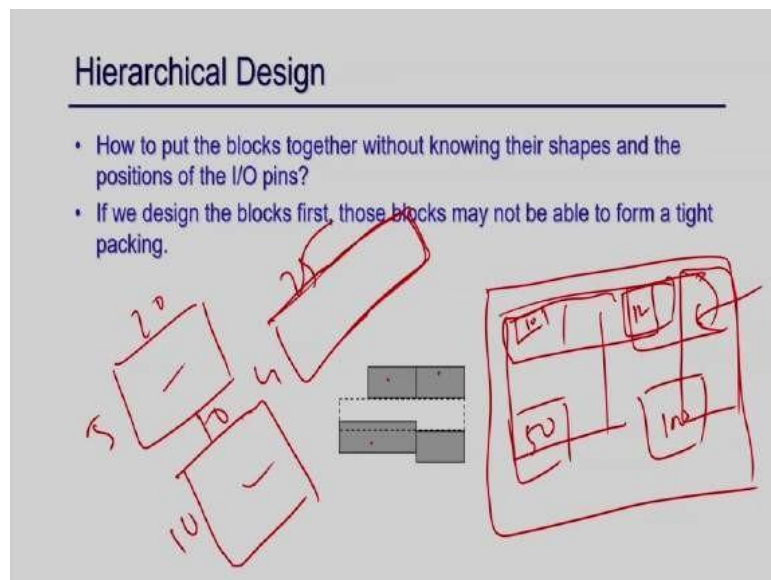 Hierarchical Design
• How to put the blocks together without knowing their shapes and the
positions of the I/O pins?
• If we design the blocks first, those blocks may not be able to form a tight
packing.
20
25
5
4
10
10
10
12
50
100